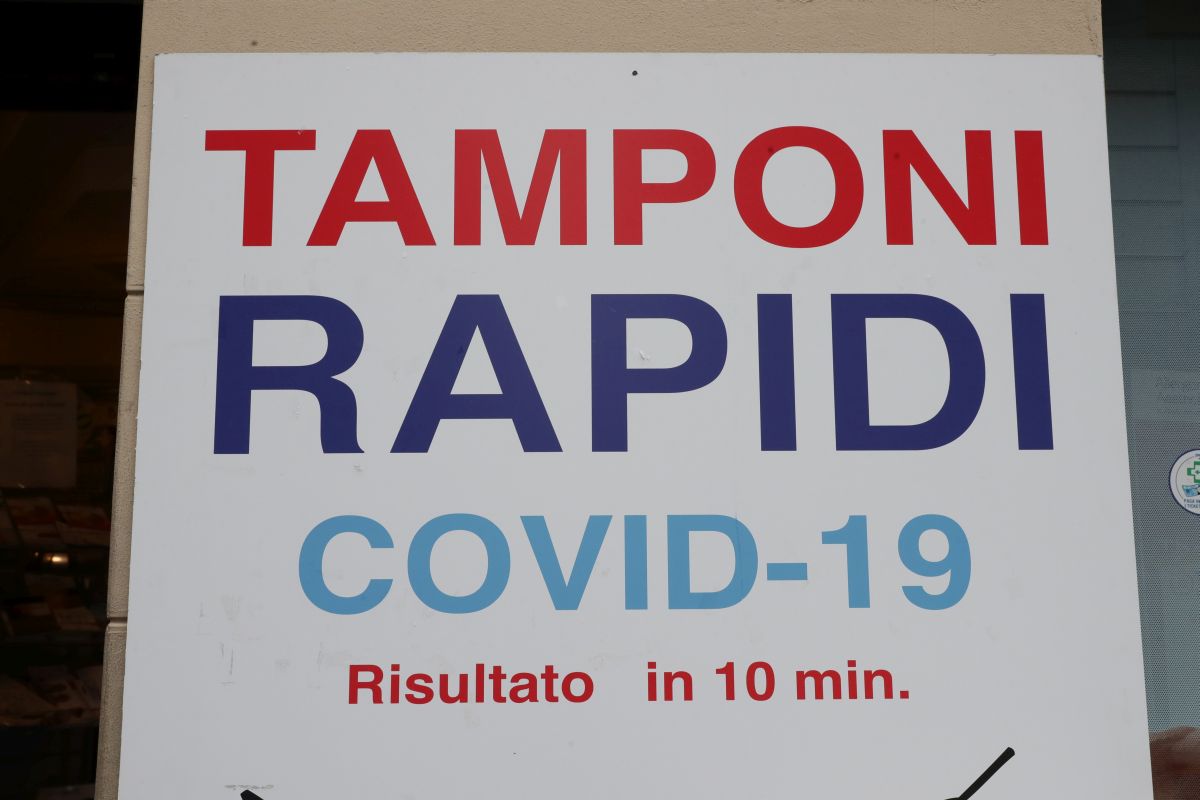 TAMPONI
RAPIDI
COVID-19
Risultato in 10 min.